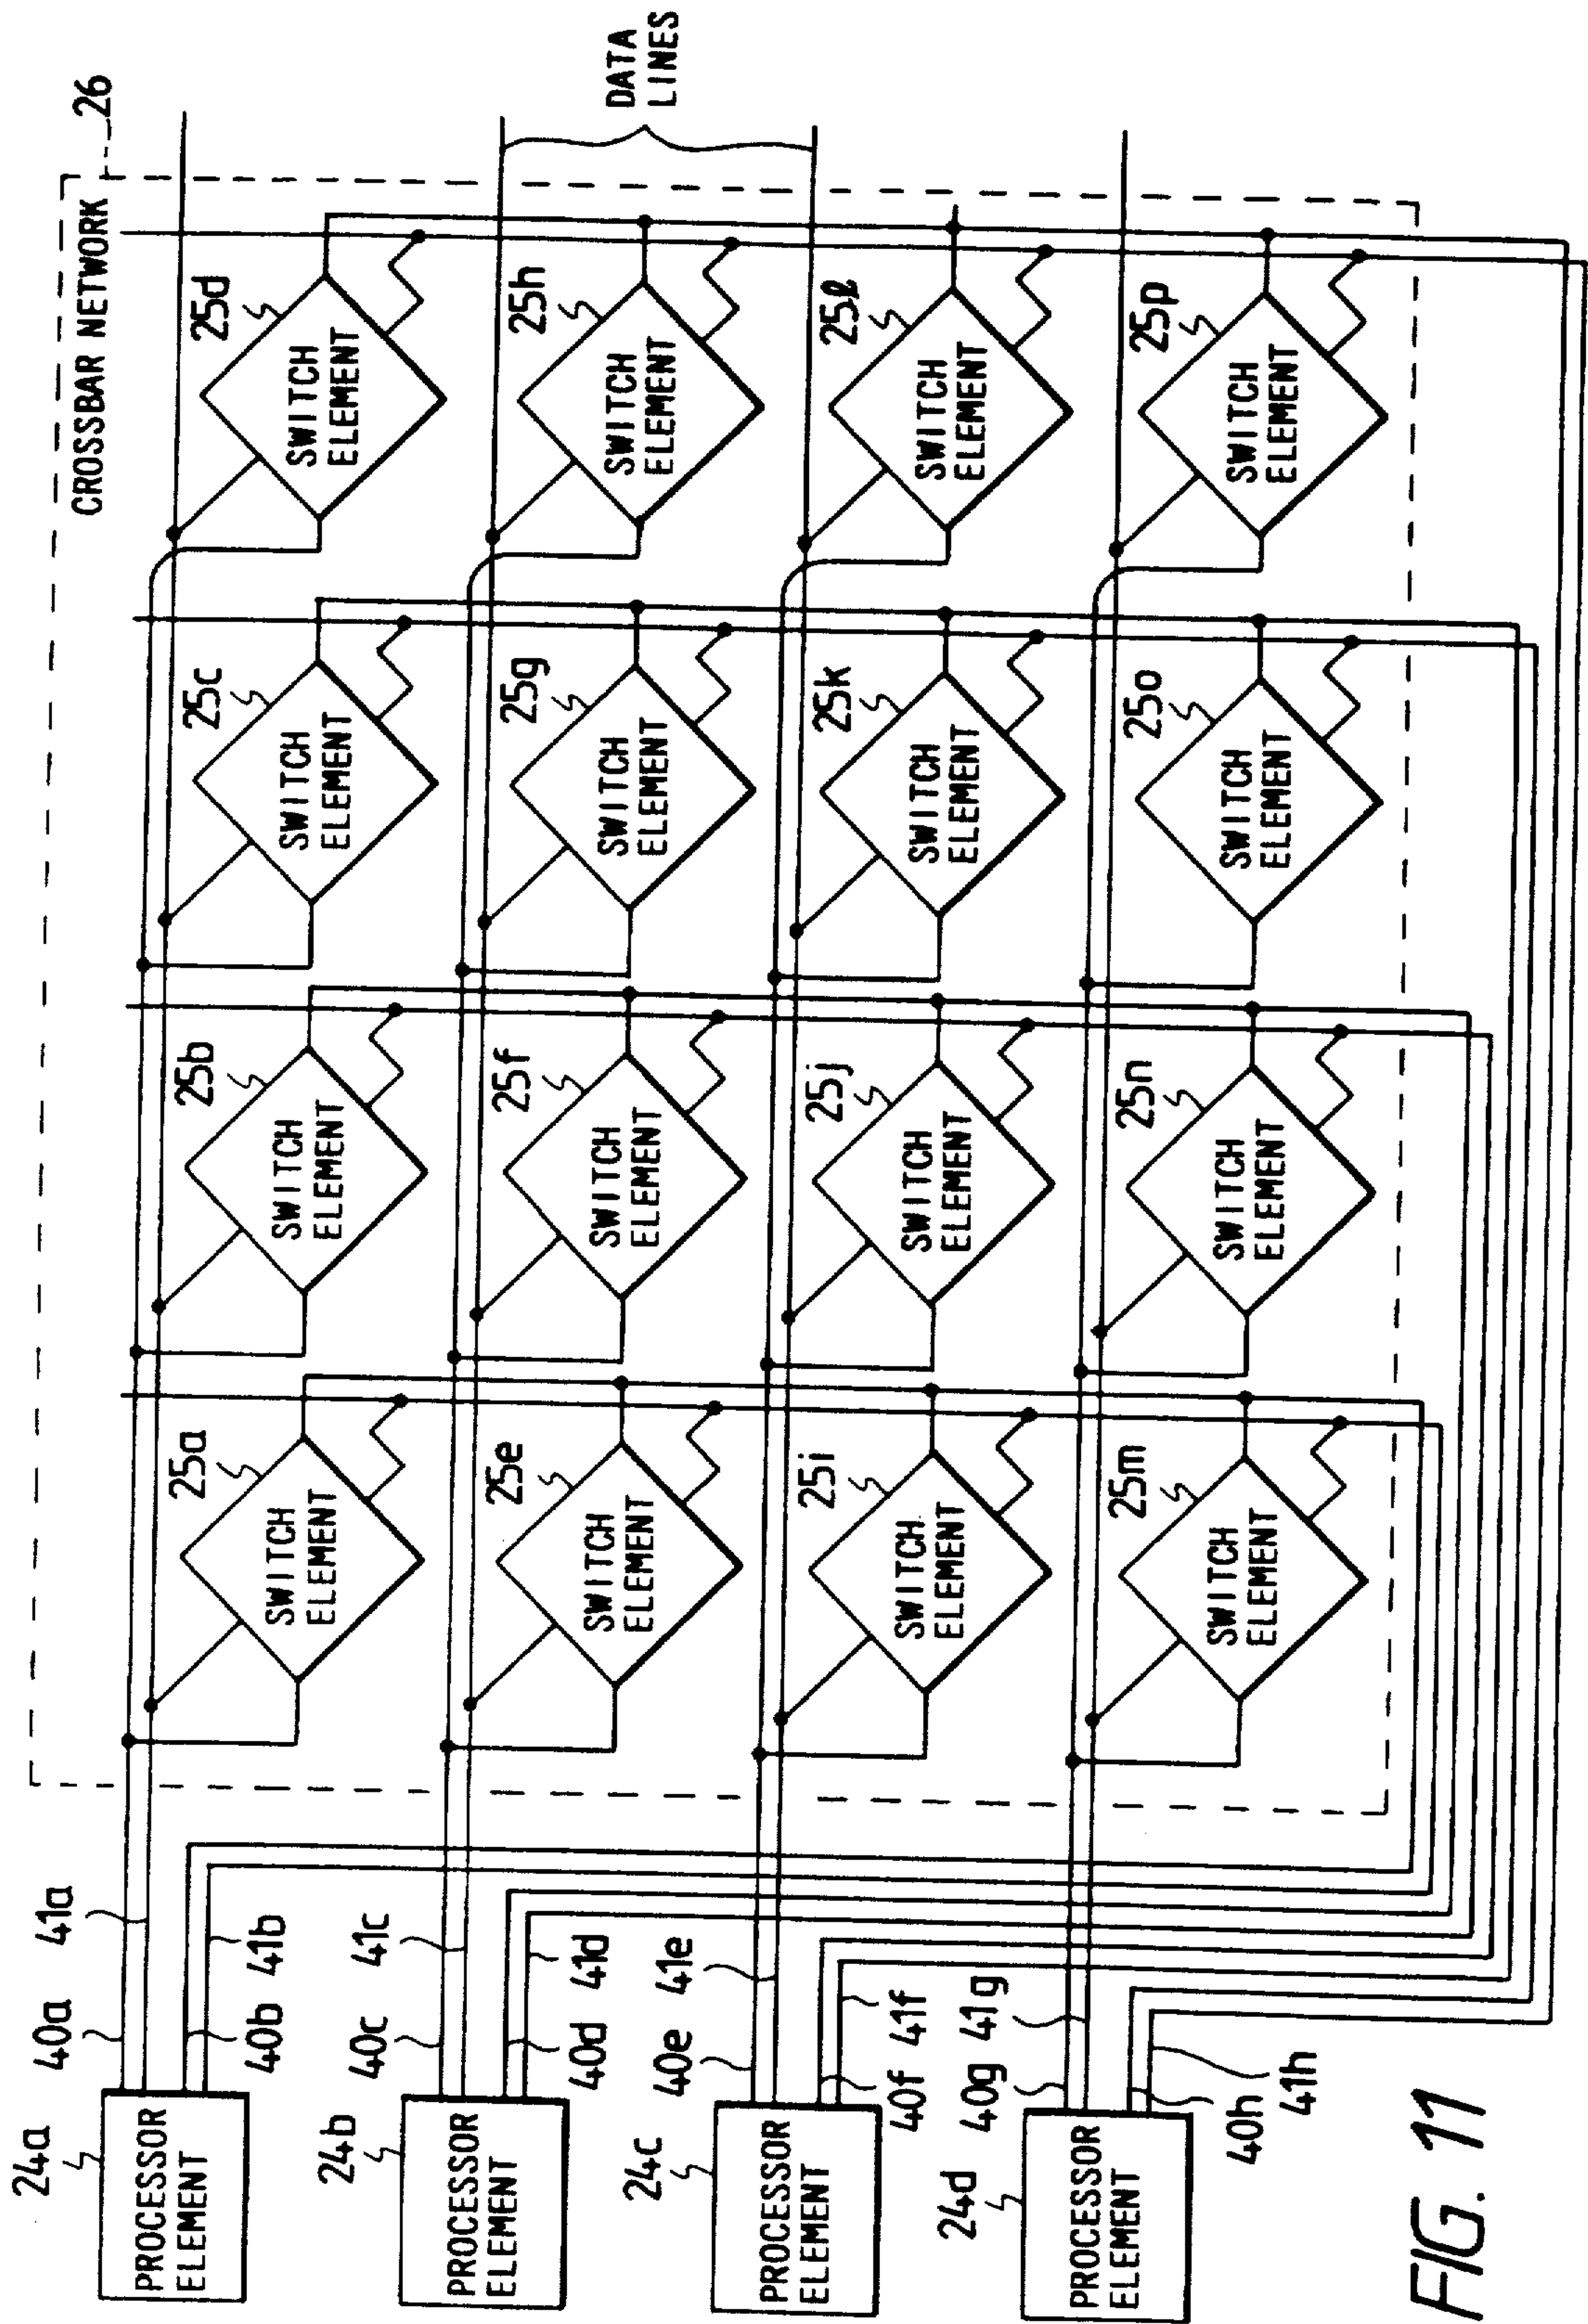 CROSSBAR NETWORK
26
24a
PROCESSOR
ELEMENT
40a
41a
40b
41b
25a
SWITCH
ELEMENT
25b
SWITCH
ELEMENT
25c
SWITCH
ELEMENT
25d
SWITCH
ELEMENT
24b
PROCESSOR
ELEMENT
40c
41c
40d
41d
25e
SWITCH
ELEMENT
25f
SWITCH
ELEMENT
25g
SWITCH
ELEMENT
25h
SWITCH
ELEMENT
DATA
LINES
24c
PROCESSOR
ELEMENT
40e
41e
40f
41f
25i
SWITCH
ELEMENT
25j
SWITCH
ELEMENT
25k
SWITCH
ELEMENT
25ℓ
SWITCH
ELEMENT
24d
PROCESSOR
ELEMENT
40g
41g
40h
41h
25m
SWITCH
ELEMENT
25n
SWITCH
ELEMENT
25o
SWITCH
ELEMENT
25p
SWITCH
ELEMENT
FIG. 11